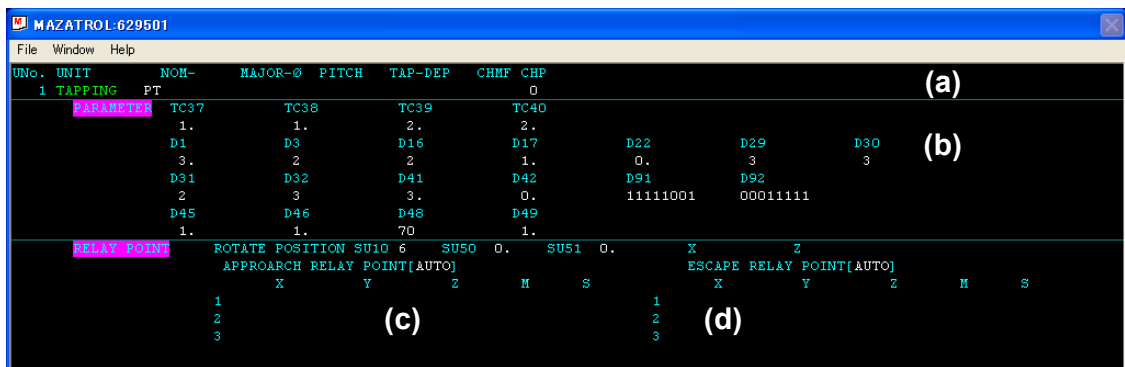 MAZATROL:629501
File Window Help
UNo. UNIT NOM- MAJOR-Ø PITCH TAP-DEP CHMF CHP
1 TAPPING PT 0 (a)
PARAMETER TC37 TC38 TC39 TC40
1. 1. 2. 2.
D1 D3 D16 D17 D22 D29 D30 (b)
3. 2 2 1. 0. 3 3
D31 D32 D41 D42 D91 D92
2 3 3. 0. 11111001 00011111
D45 D46 D48 D49
1. 1. 70 1.
RELAY POINT ROTATE POSITION SU10 6 SU50 0. SU51 0. X Z
APPROARCH RELAY POINT[AUTO] ESCAPE RELAY POINT[AUTO]
X Y Z M S X Y Z M S
1 1
2 (c) 2 (d)
3 3